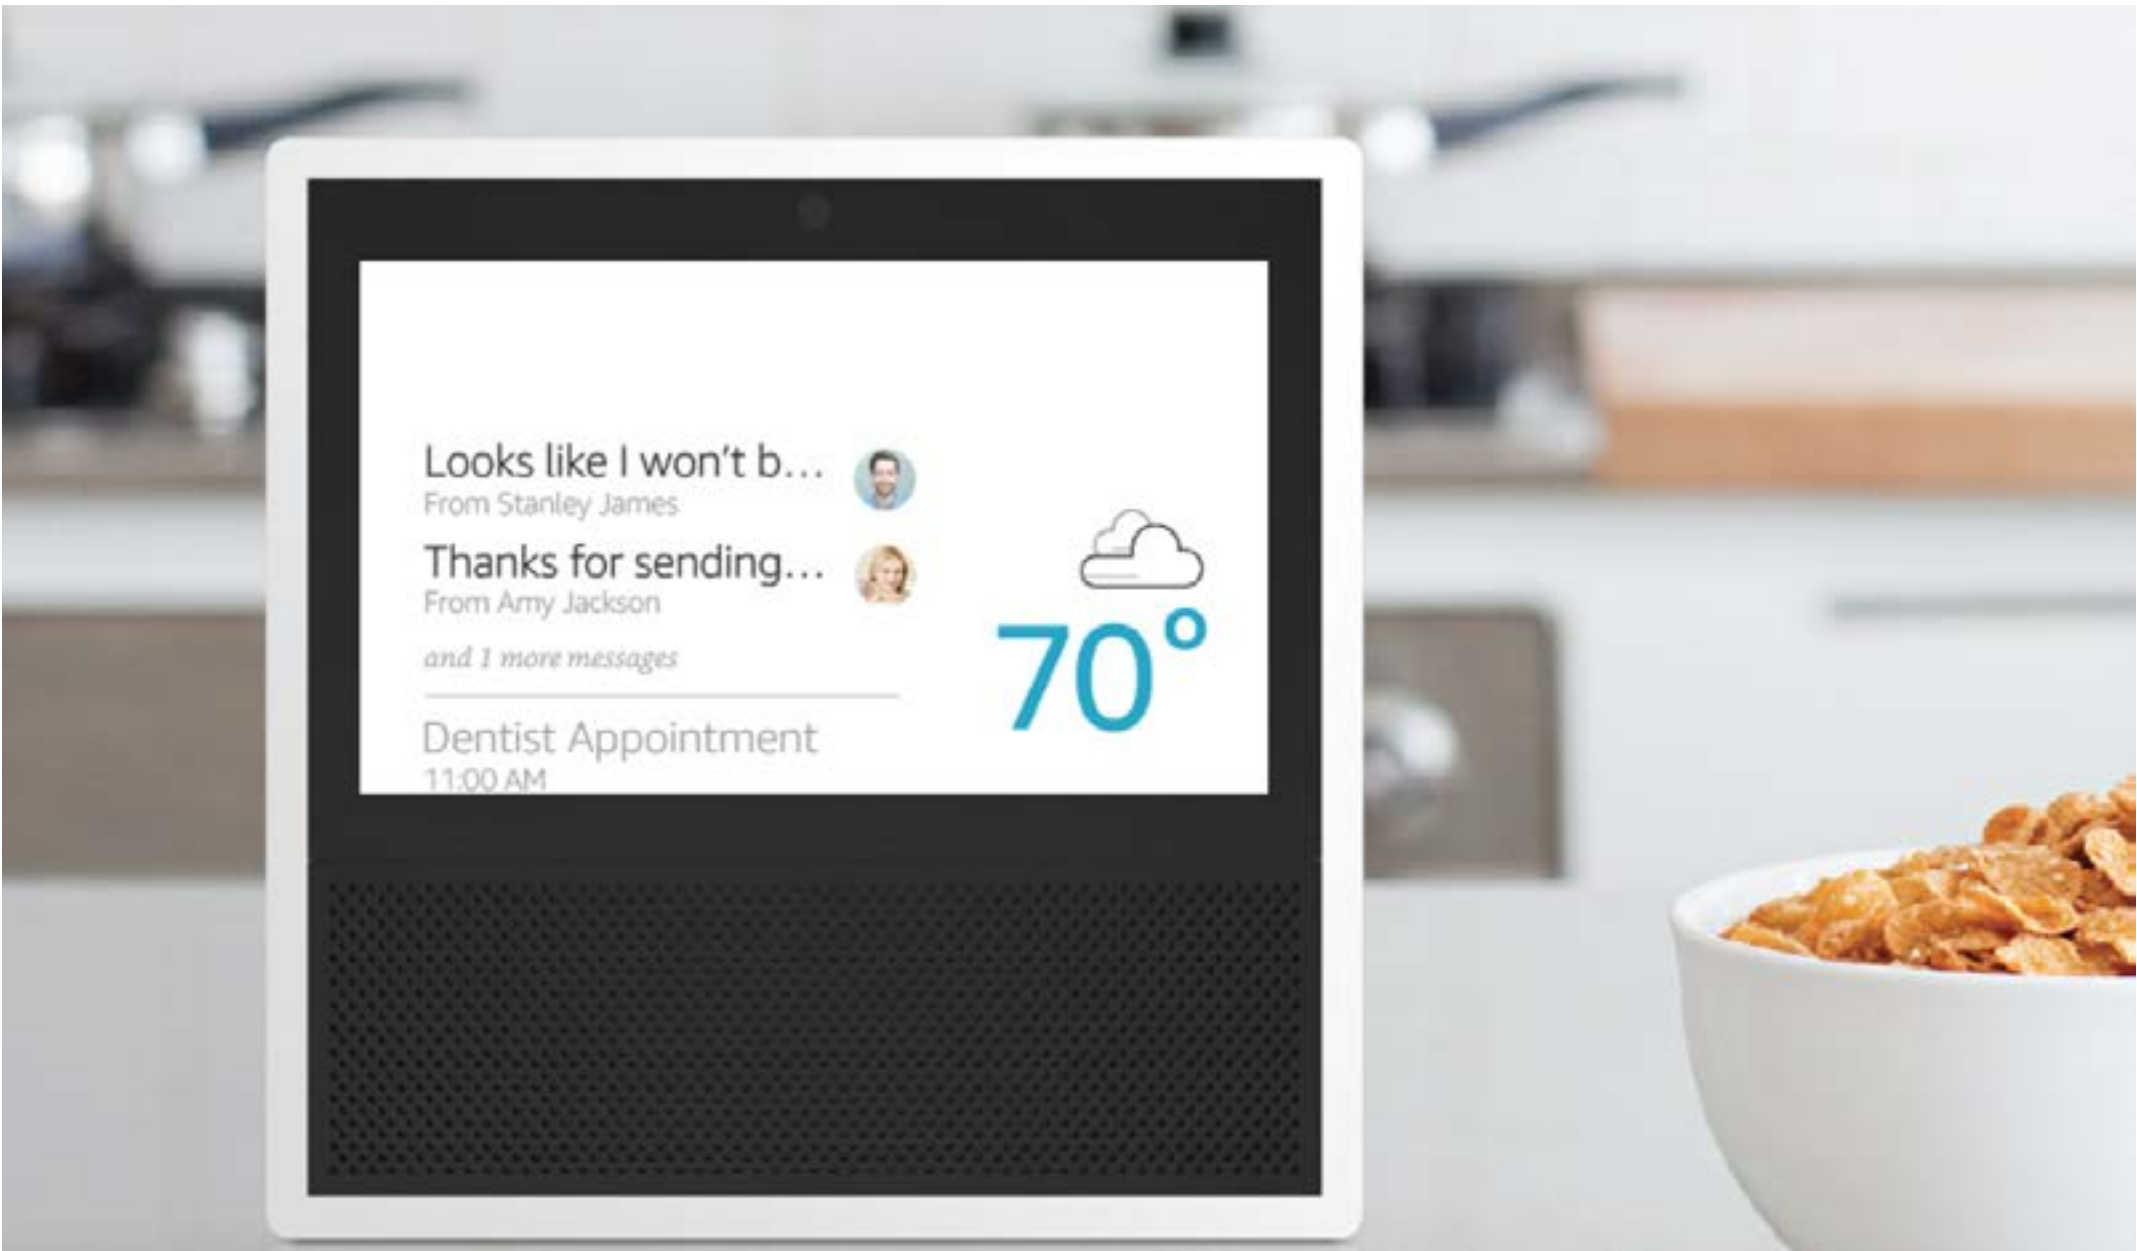 Looks like I won't b...
From Stanley James
Thanks for sending...
From Amy Jackson
and 1 more messages
Dentist Appointment
11:00 AM
70°